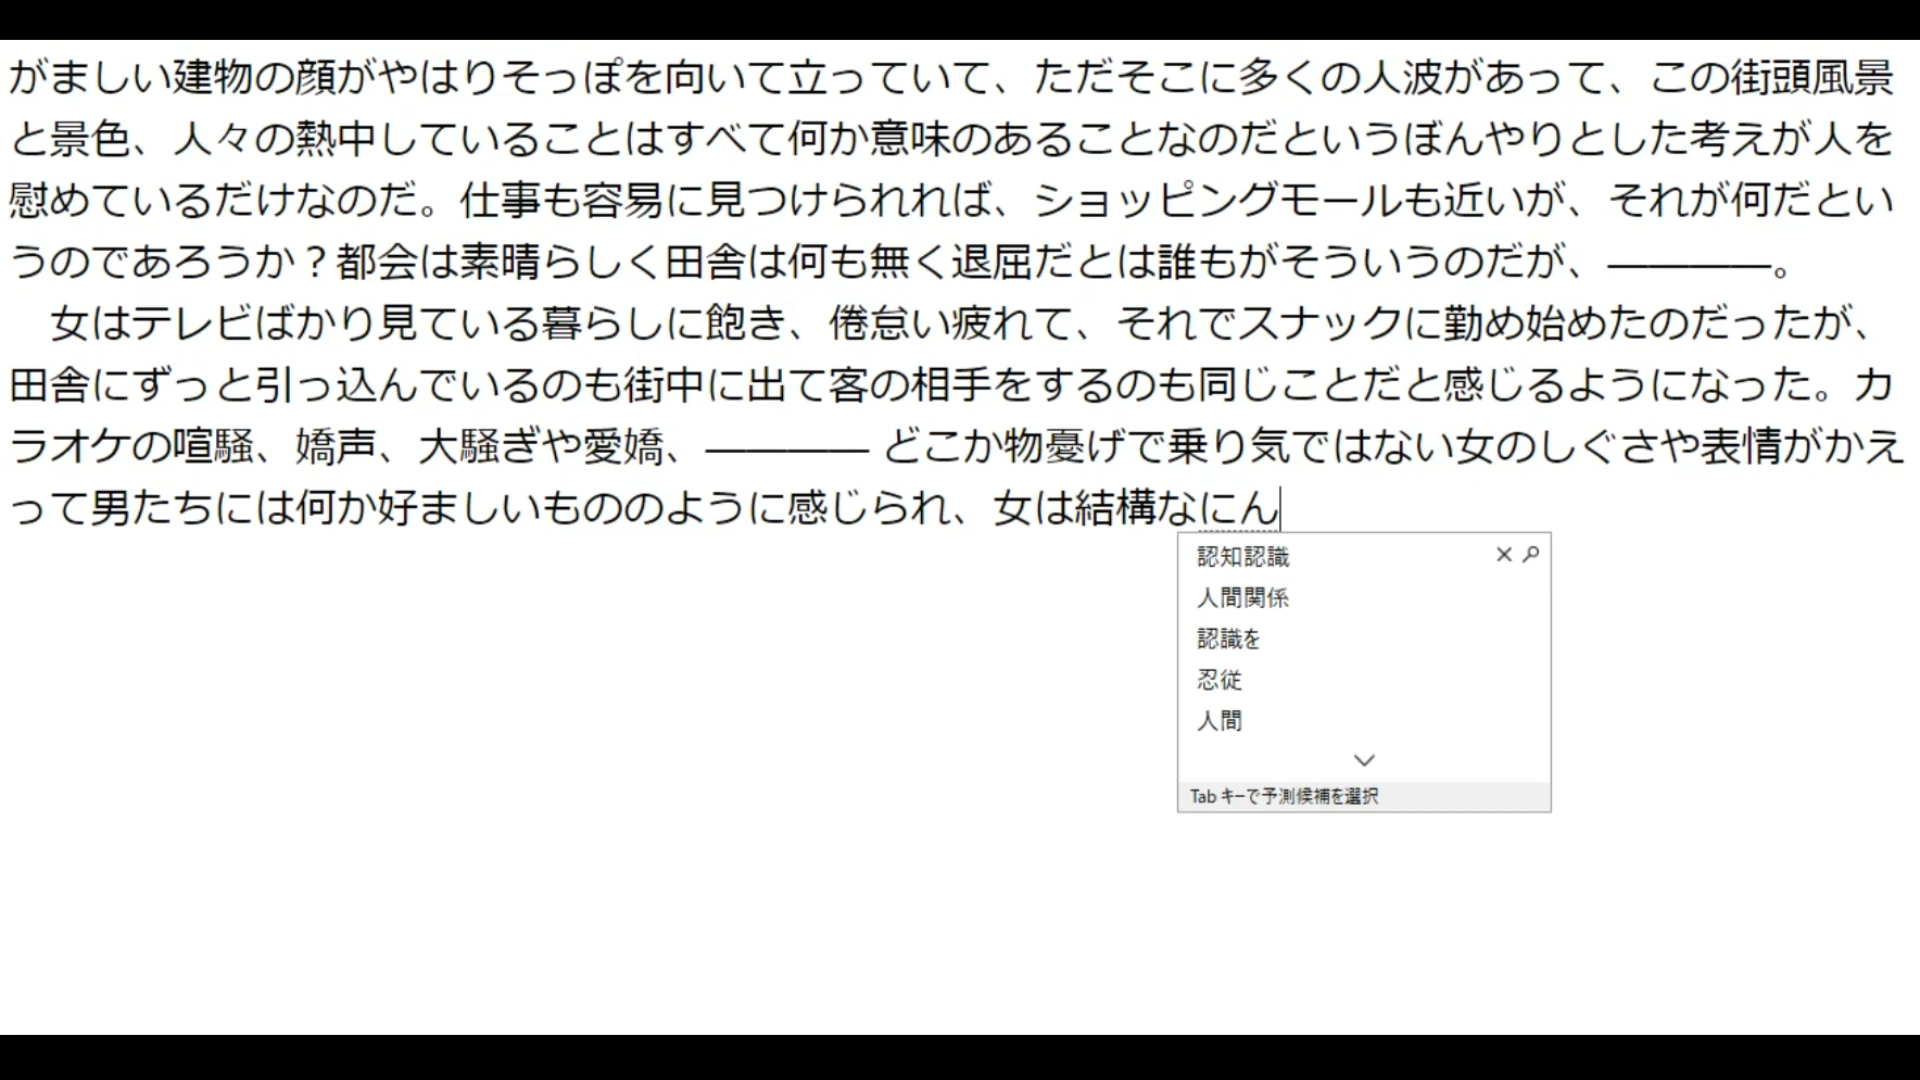 がましい建物の顔がやはりそっぽを向いて立っていて、ただそこに多くの人波があって、この街頭風景
と景色、人々の熱中していることはすべて何か意味のあることなのだというぼんやりとした考えが人を
慰めているだけなのだ。仕事も容易に見つけられれば、ショッピングモールも近いが、それが何だとい
うのであろうか？都会は素晴らしく田舎は何も無く退屈だとは誰もがそういうのだが、――――。
　女はテレビばかり見ている暮らしに飽き、倦怠い疲れて、それでスナックに勤め始めたのだったが、
田舎にずっと引っ込んでいるのも街中に出て客の相手をするのも同じことだと感じるようになった。カ
ラオケの喧騒、嬌声、大騒ぎや愛嬌、―――― どこか物憂げで乗り気ではない女のしぐさや表情がかえ
って男たちには何か好ましいもののように感じられ、女は結構なにん
認知認識
人間関係
認識を
忍従
人間
Tab キーで予測候補を選択